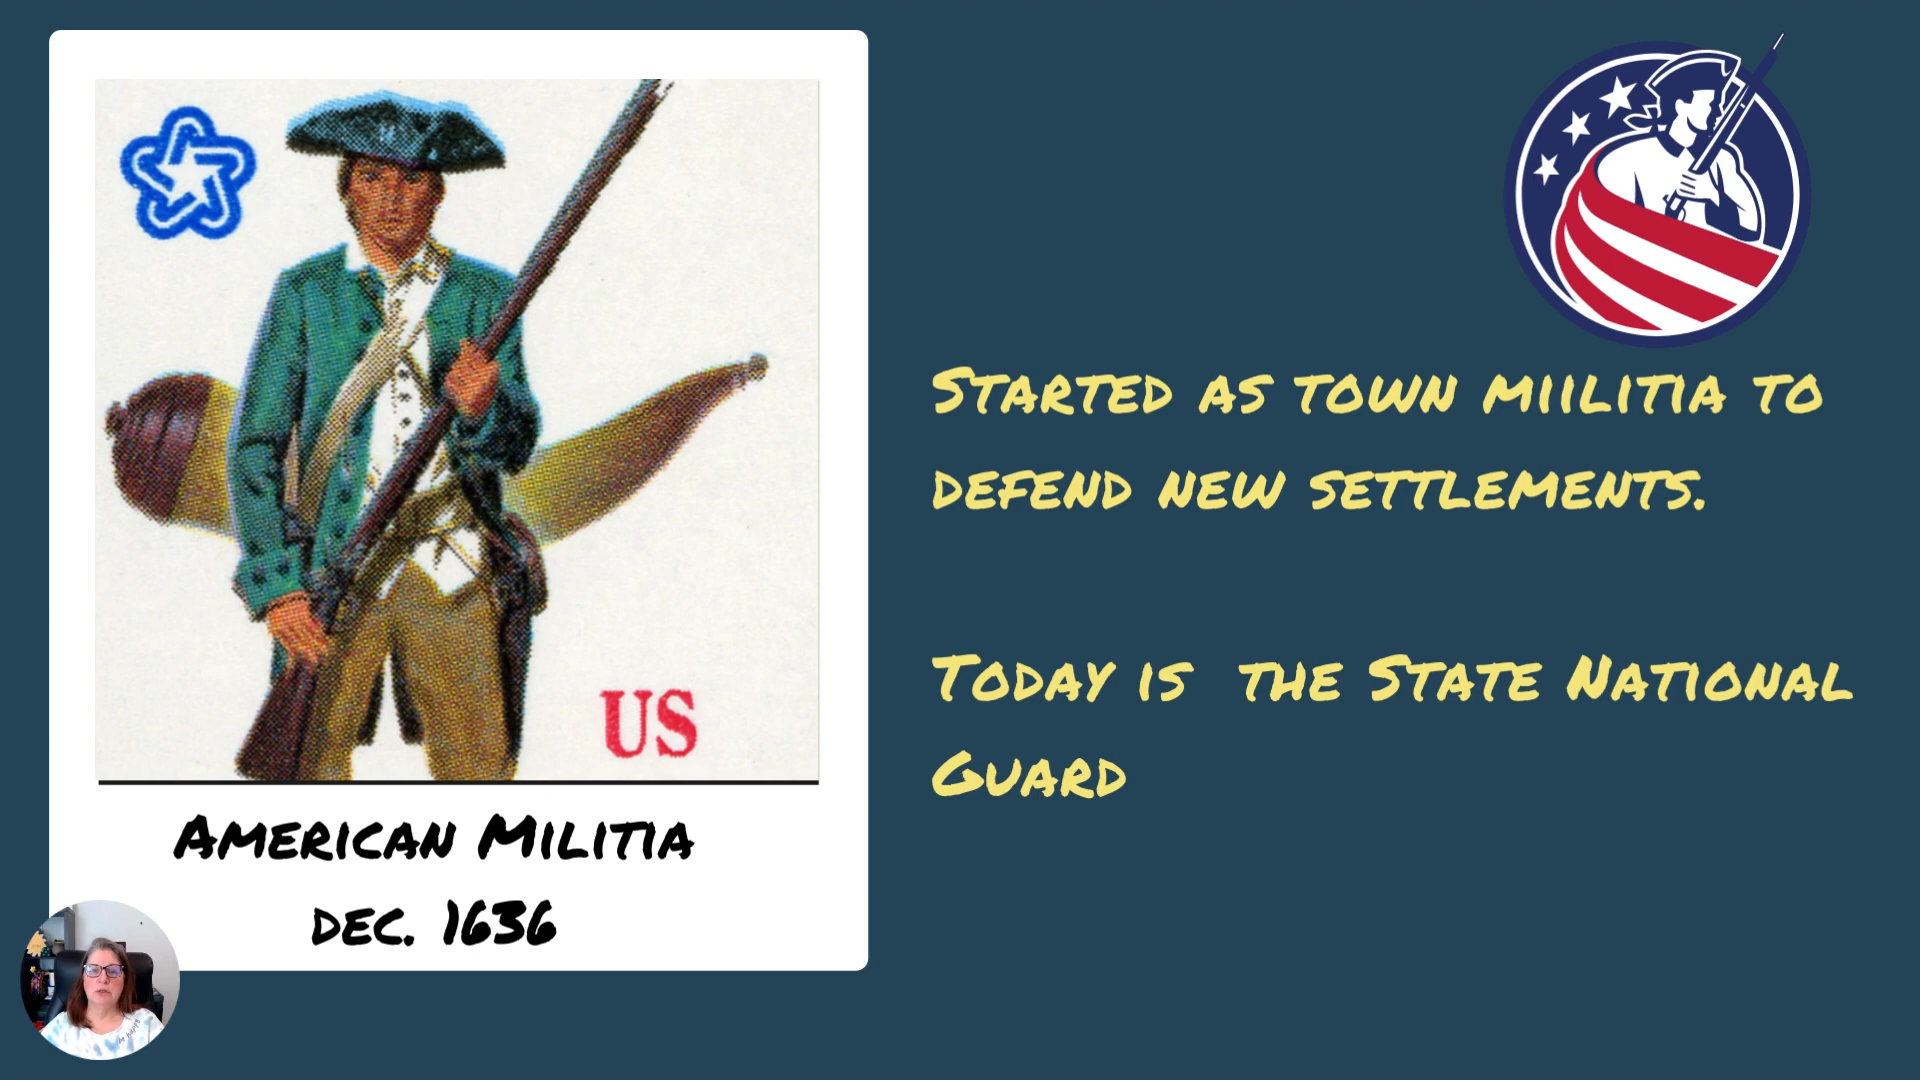 US
American Militia
dec. 1636
Started as town miilitia to
defend new settlements.
Today is the State National
Guard